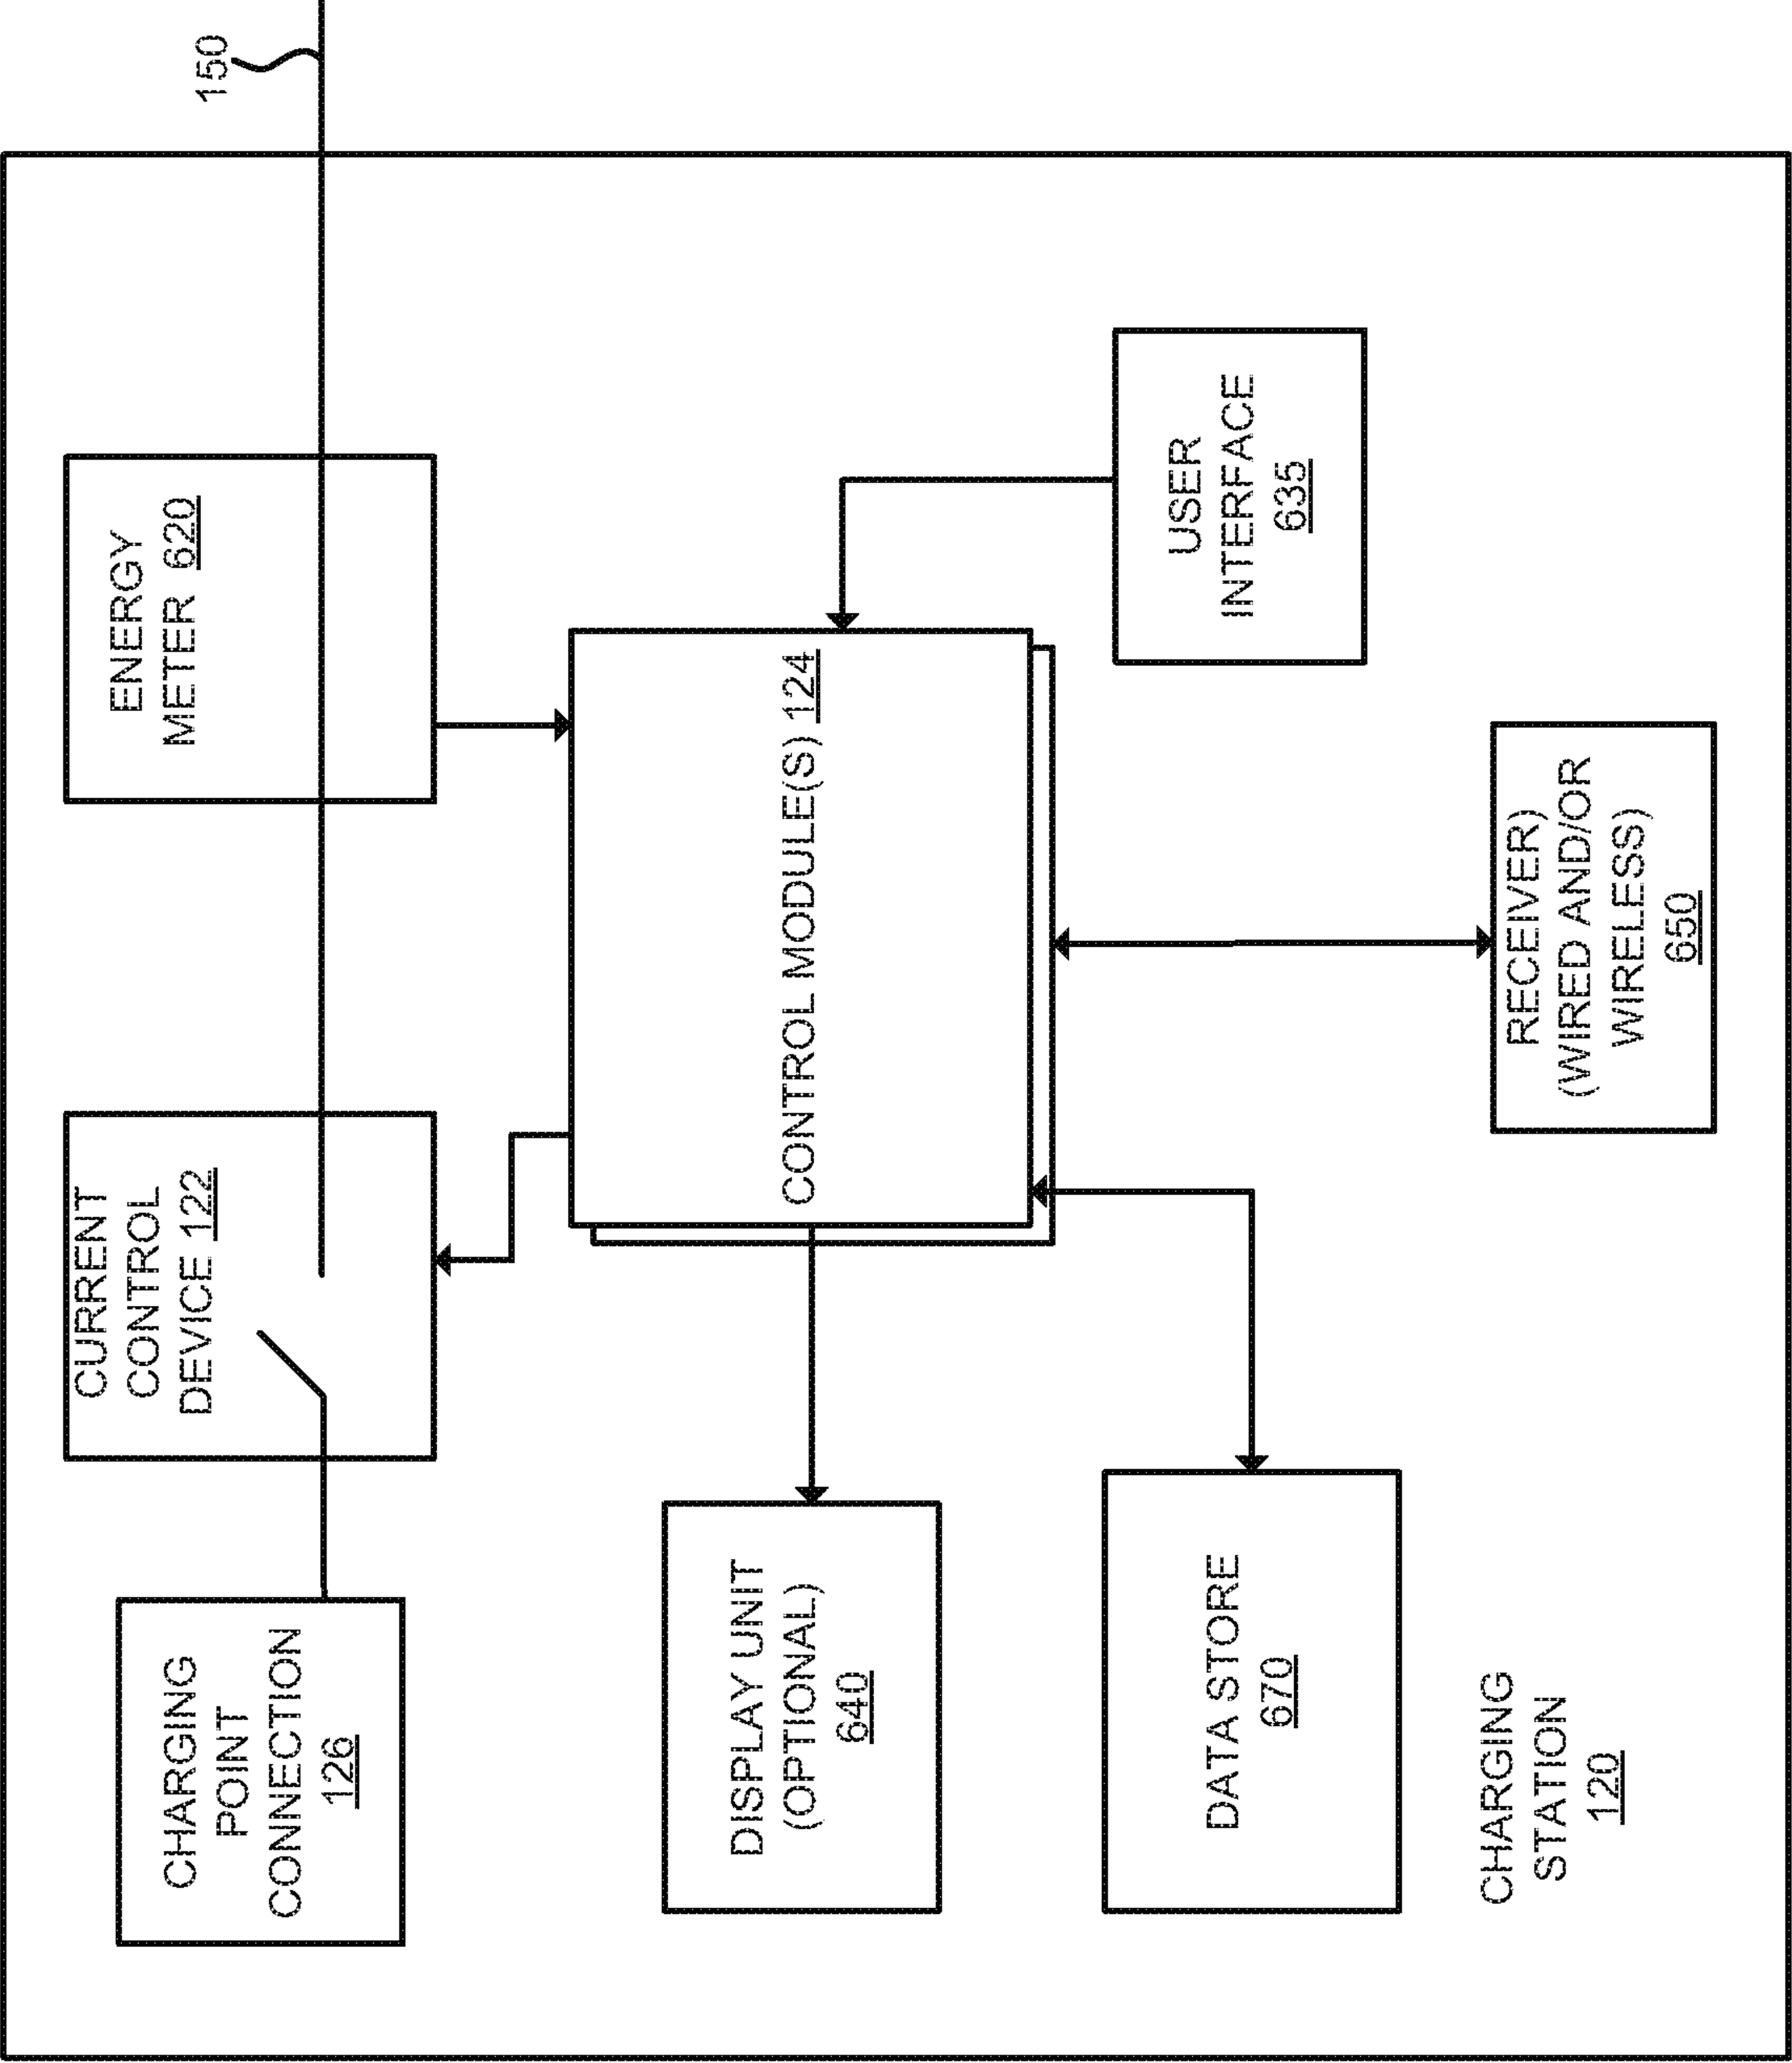 CHARGING
POINT
CONNECTION
126
CURRENT
CONTROL
DEVICE 122
ENERGY
METER 620
150
DISPLAY UNIT
(OPTIONAL)
640
CONTROL MODULE(S) 124
DATA STORE
670
USER
INTERFACE
635
CHARGING
STATION
120
RECEIVER)
(WIRED AND/OR
WIRELESS)
650